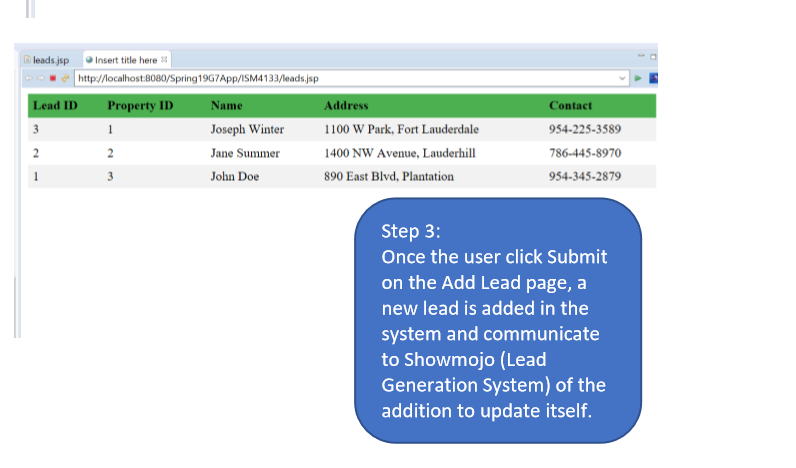 leads.jsp Insert title here
http://localhost:8080/Spring19G7App/ISM4133/leads.jsp
Lead ID Property ID Name Address Contact
3 1 Joseph Winter 1100 W Park, Fort Lauderdale 954-225-3589
2 2 Jane Summer 1400 NW Avenue, Lauderhill 786-445-8970
1 3 John Doe 890 East Blvd, Plantation 954-345-2879
Step 3:
Once the user click Submit
on the Add Lead page, a
new lead is added in the
system and communicate
to Showmojo (Lead
Generation System) of the
addition to update itself.